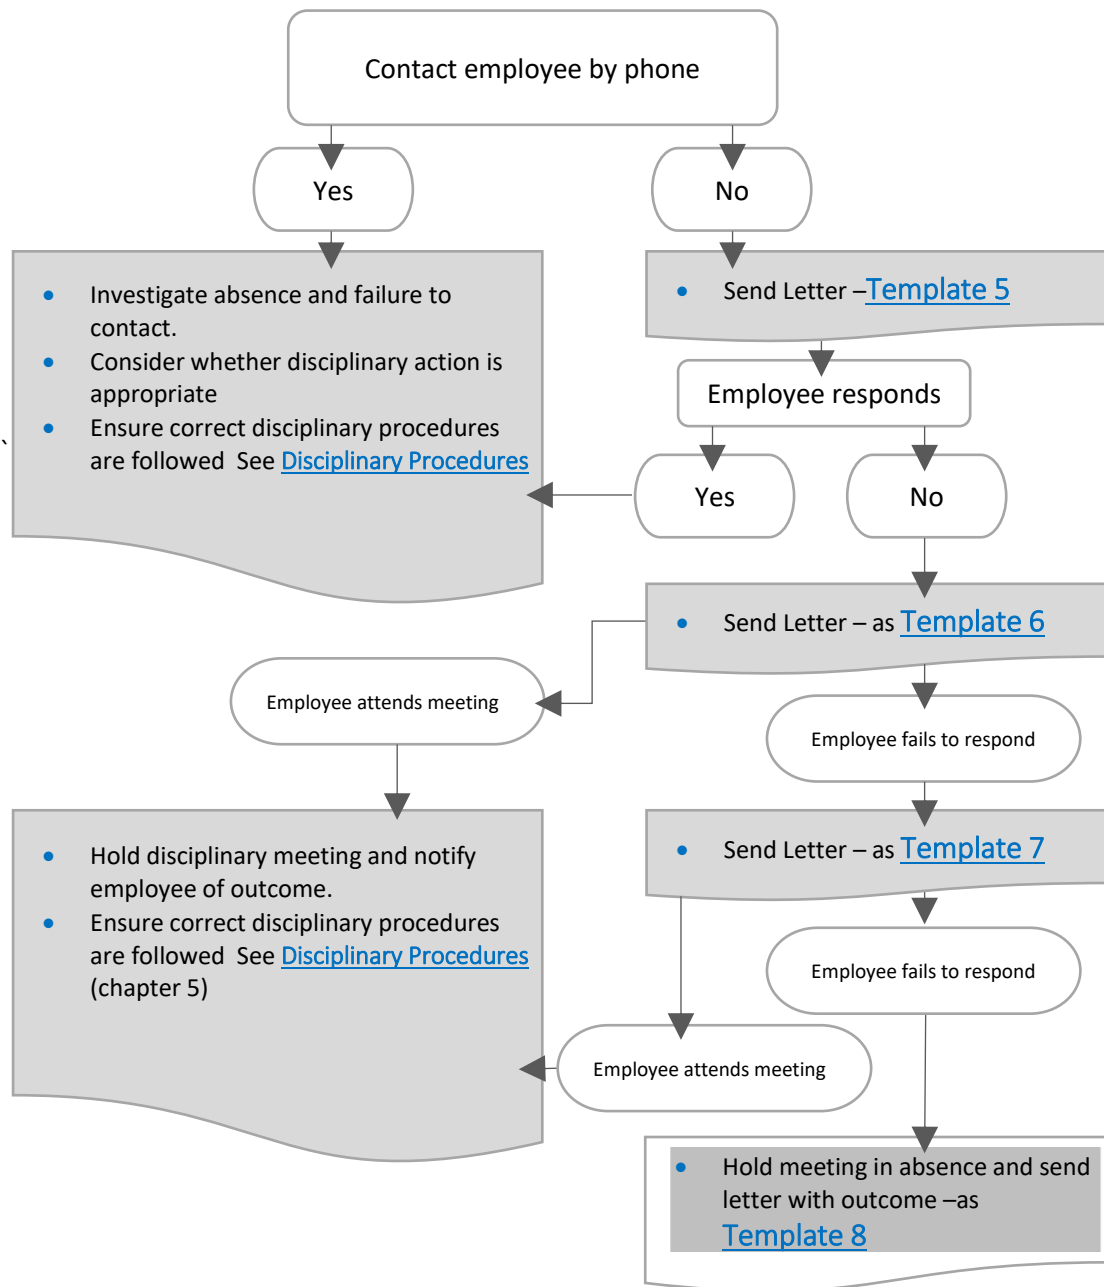 Contact employee by phone
Yes
No
• Investigate absence and failure to
contact.
• Consider whether disciplinary action is
appropriate
• Ensure correct disciplinary procedures
are followed  See Disciplinary Procedures
`
• Send Letter –Template 5
Employee responds
Yes
No
• Send Letter – as Template 6
Employee attends meeting
Employee fails to respond
• Hold disciplinary meeting and notify
employee of outcome.
• Ensure correct disciplinary procedures
are followed  See Disciplinary Procedures
(chapter 5)
• Send Letter – as Template 7
Employee fails to respond
Employee attends meeting
• Hold meeting in absence and send
letter with outcome –as
Template 8